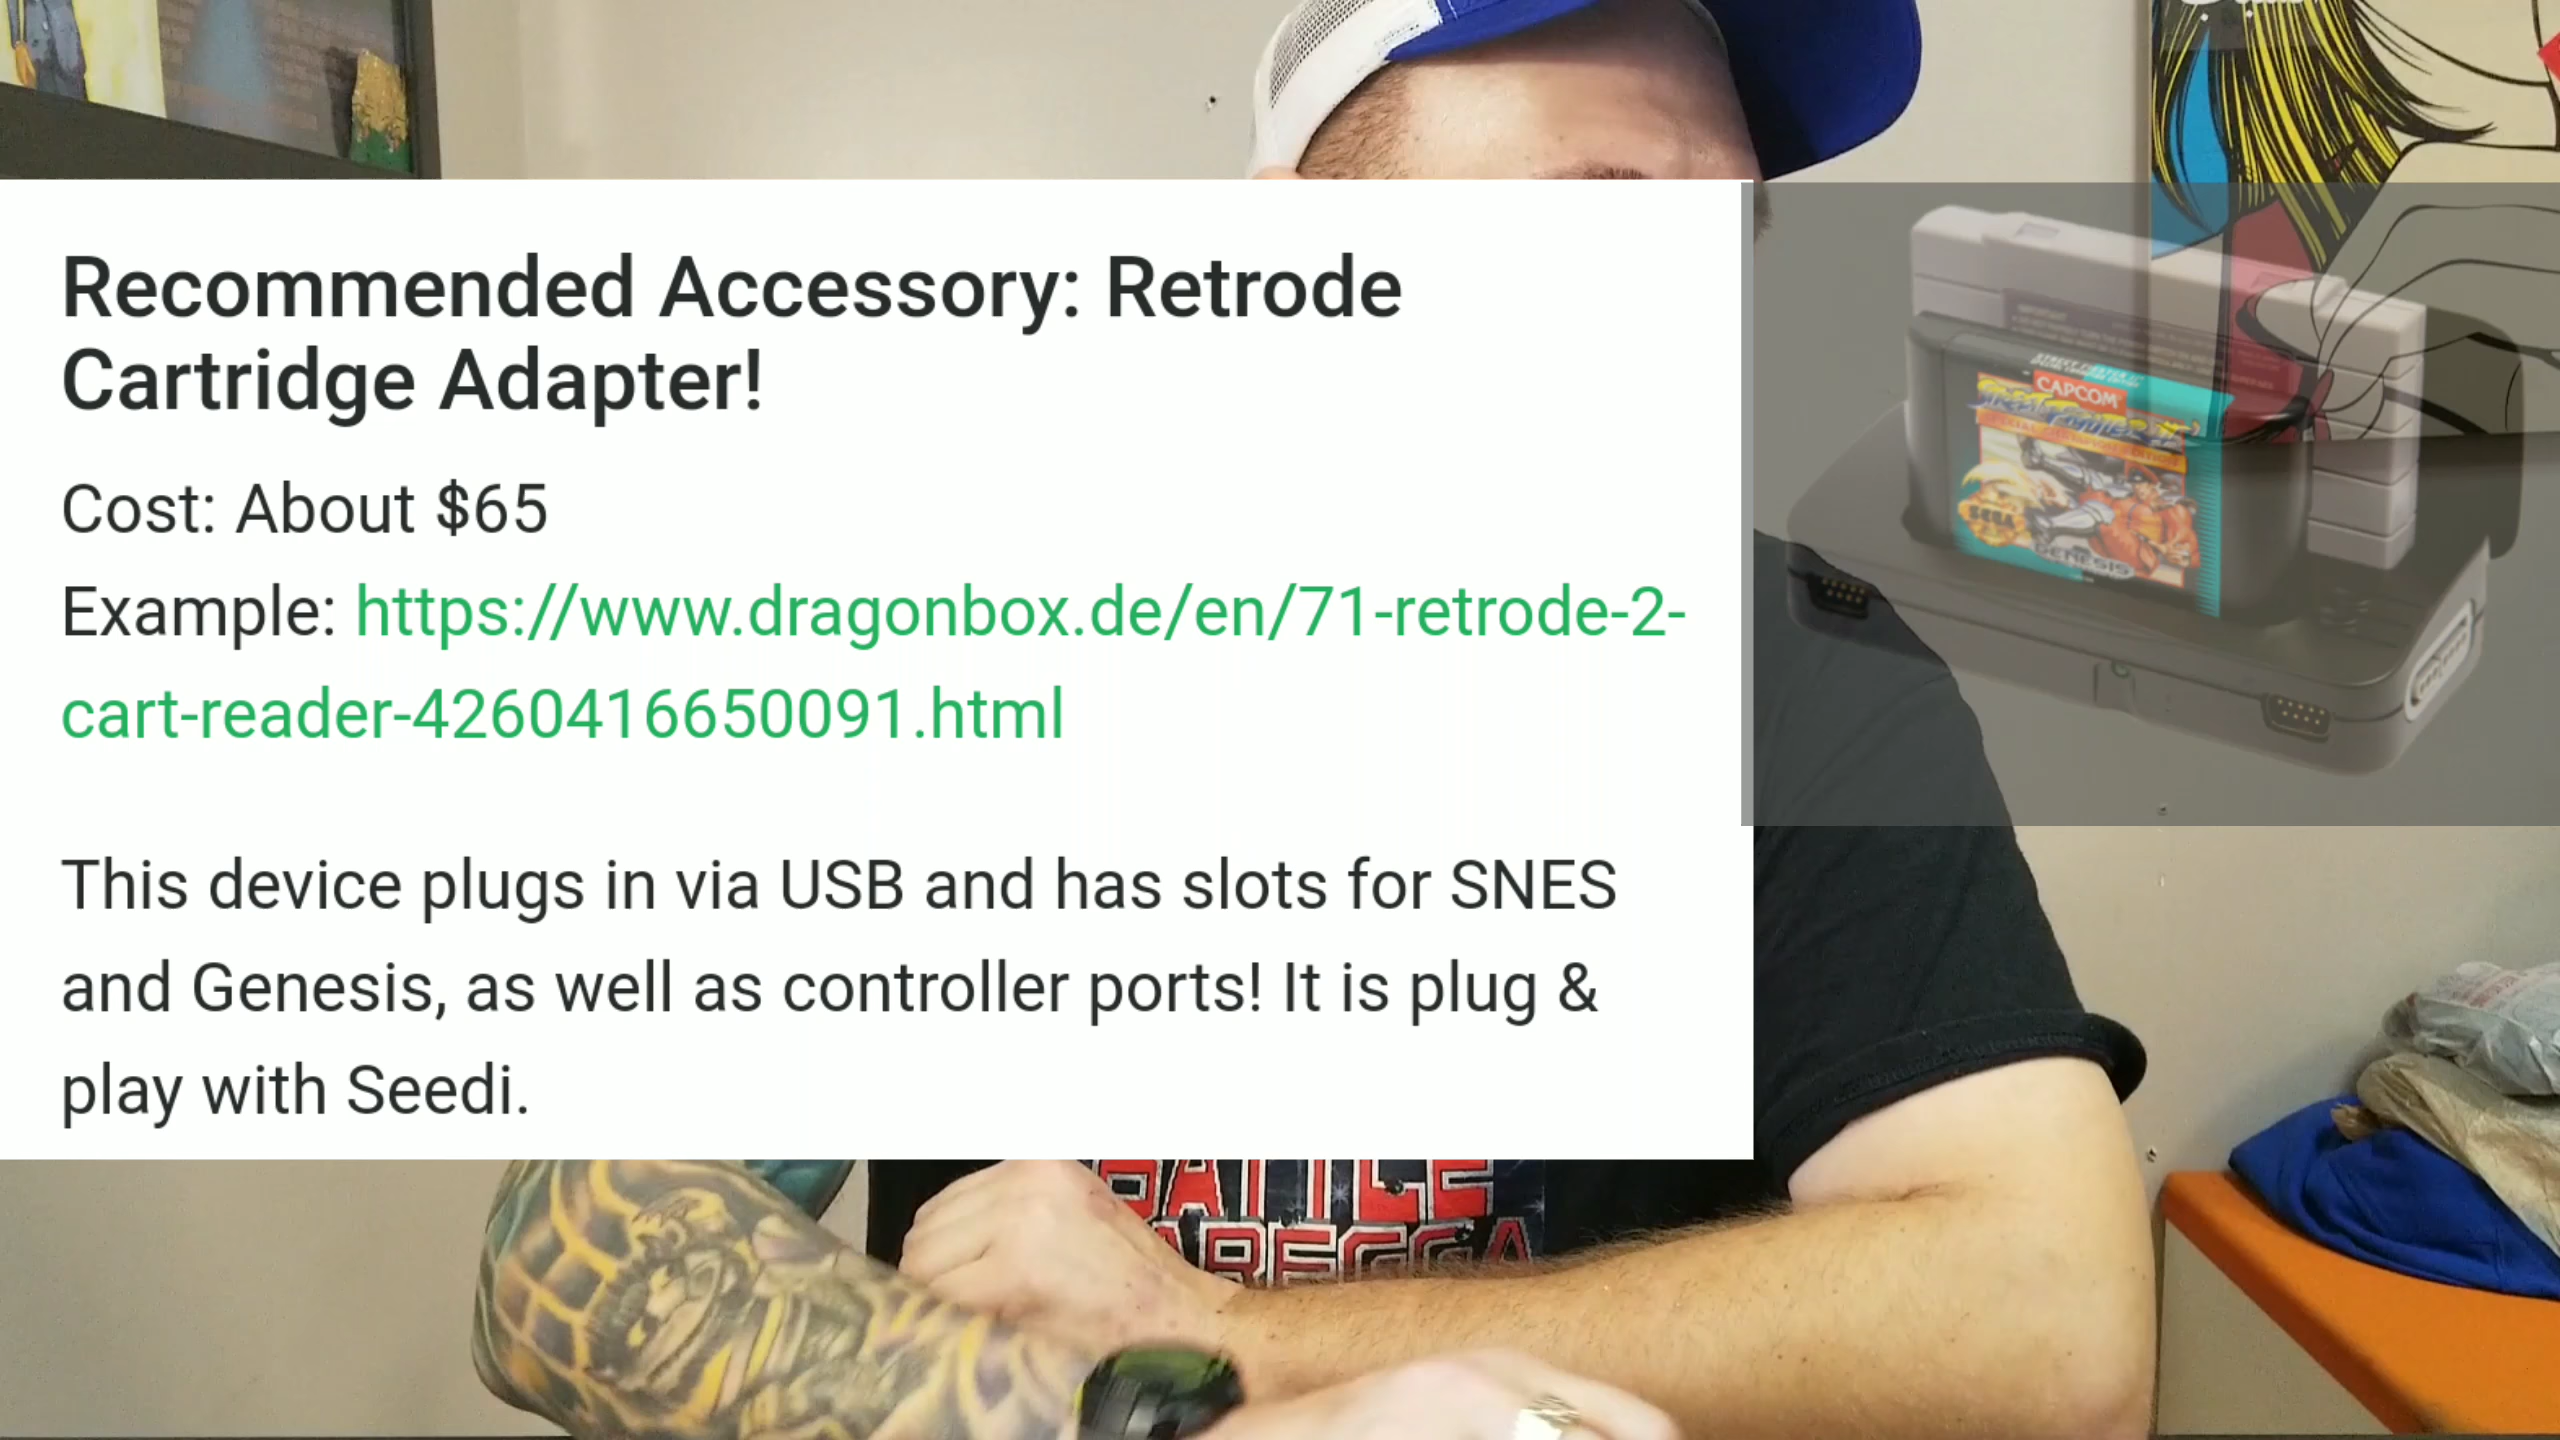 Recommended Accessory: Retrode
Cartridge Adapter!
Cost: About $65
Example: https://www.dragonbox.de/en/71-retrode-2-
cart-reader-4260416650091.html
This device plugs in via USB and has slots for SNES
and Genesis, as well as controller ports! It is plug &
play with Seedi.
CAPCOM
SEGA
GENESIS
BATTLE